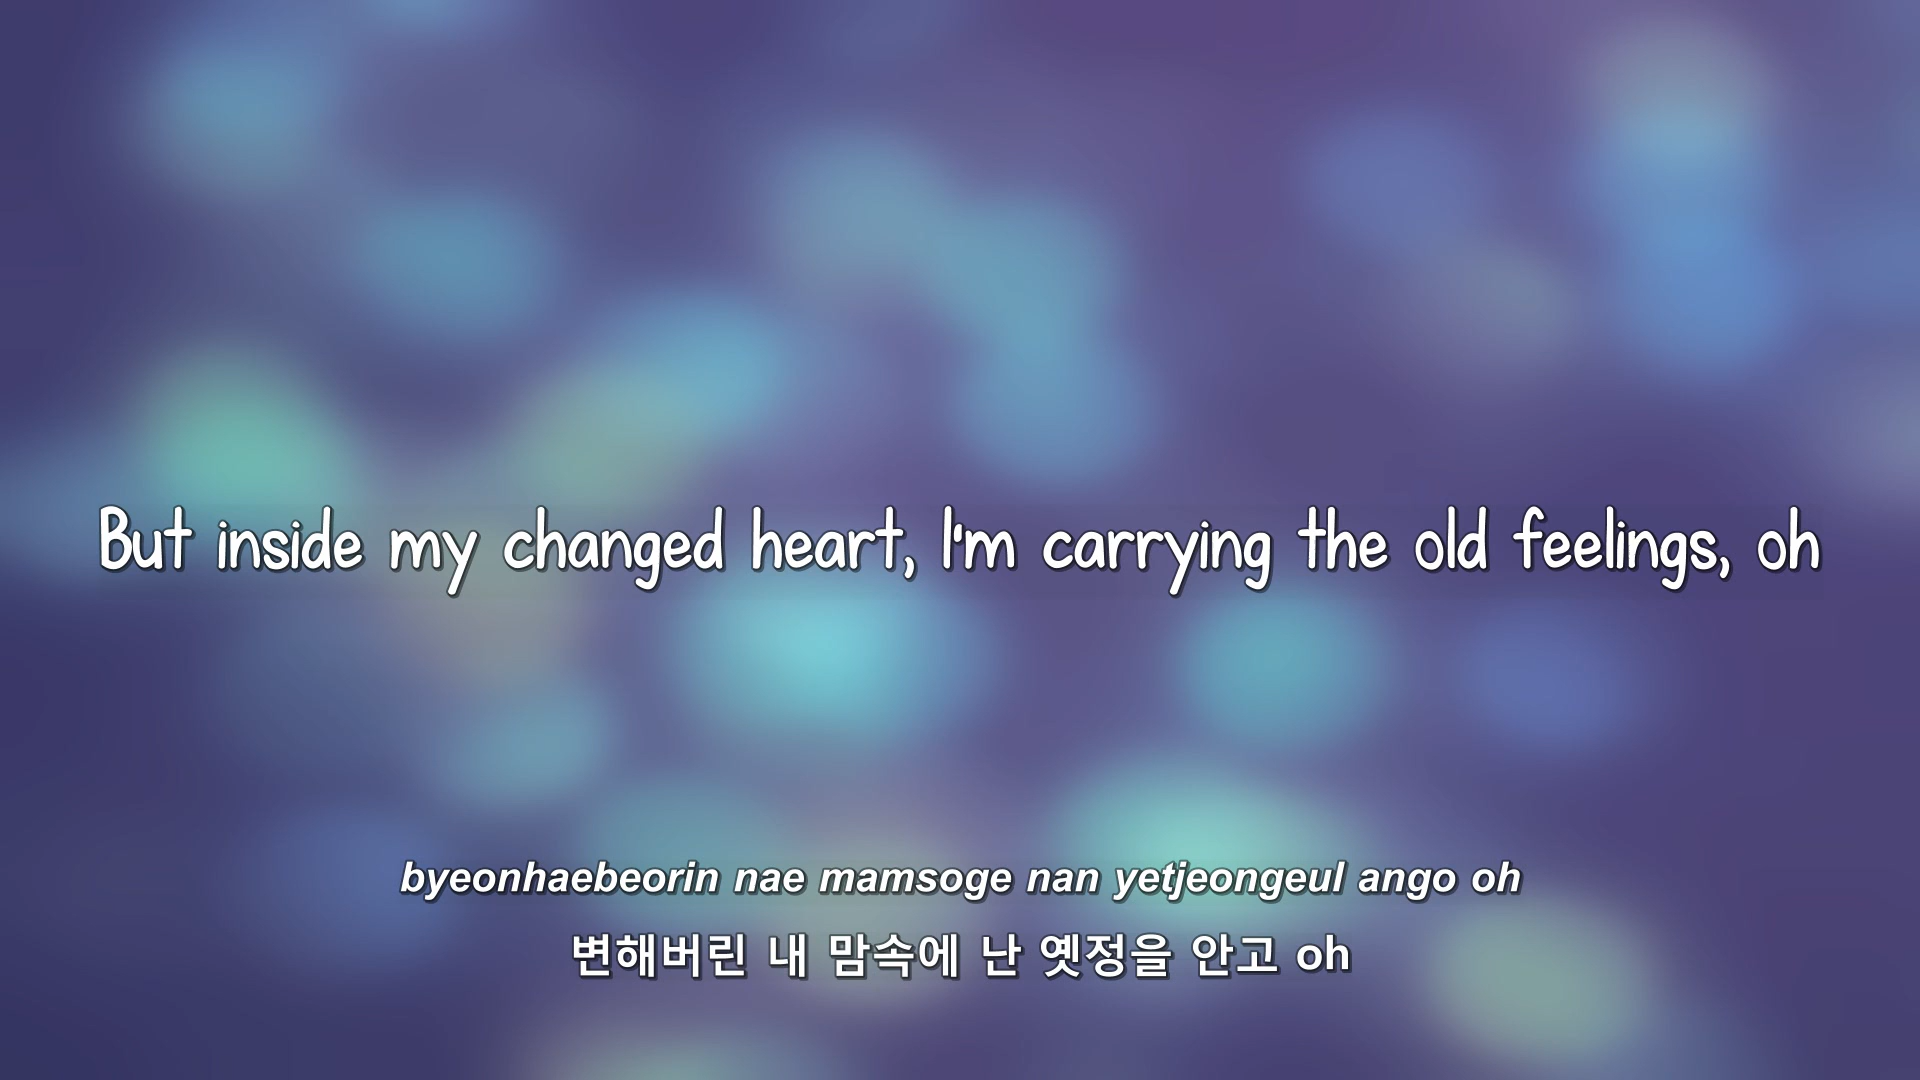 But inside my changed heart, I'm carrying the old feelings, oh
byeonhaebeorin nae mamsoge nan yetjeongeul ango oh
변해버린 내 맘속에 난 옛정을 안고 oh